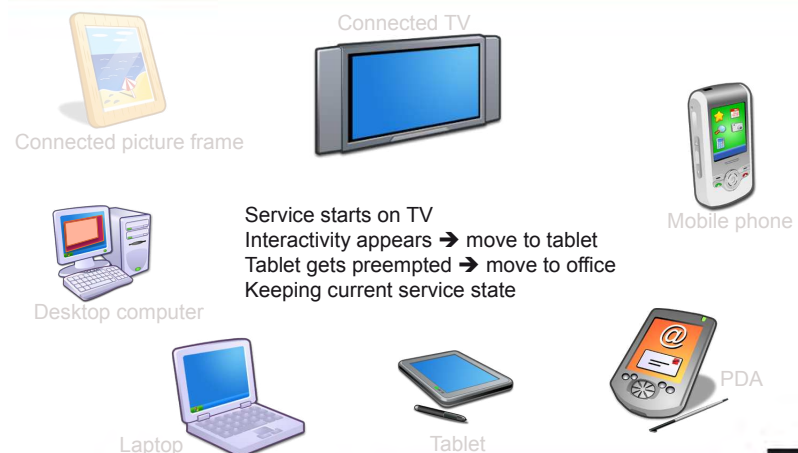 Connected TV
Connected picture frame
Mobile phone
Service starts on TV
Interactivity appears ➔ move to tablet
Tablet gets preempted ➔ move to office
Keeping current service state
Desktop computer
@
PDA
Laptop
Tablet